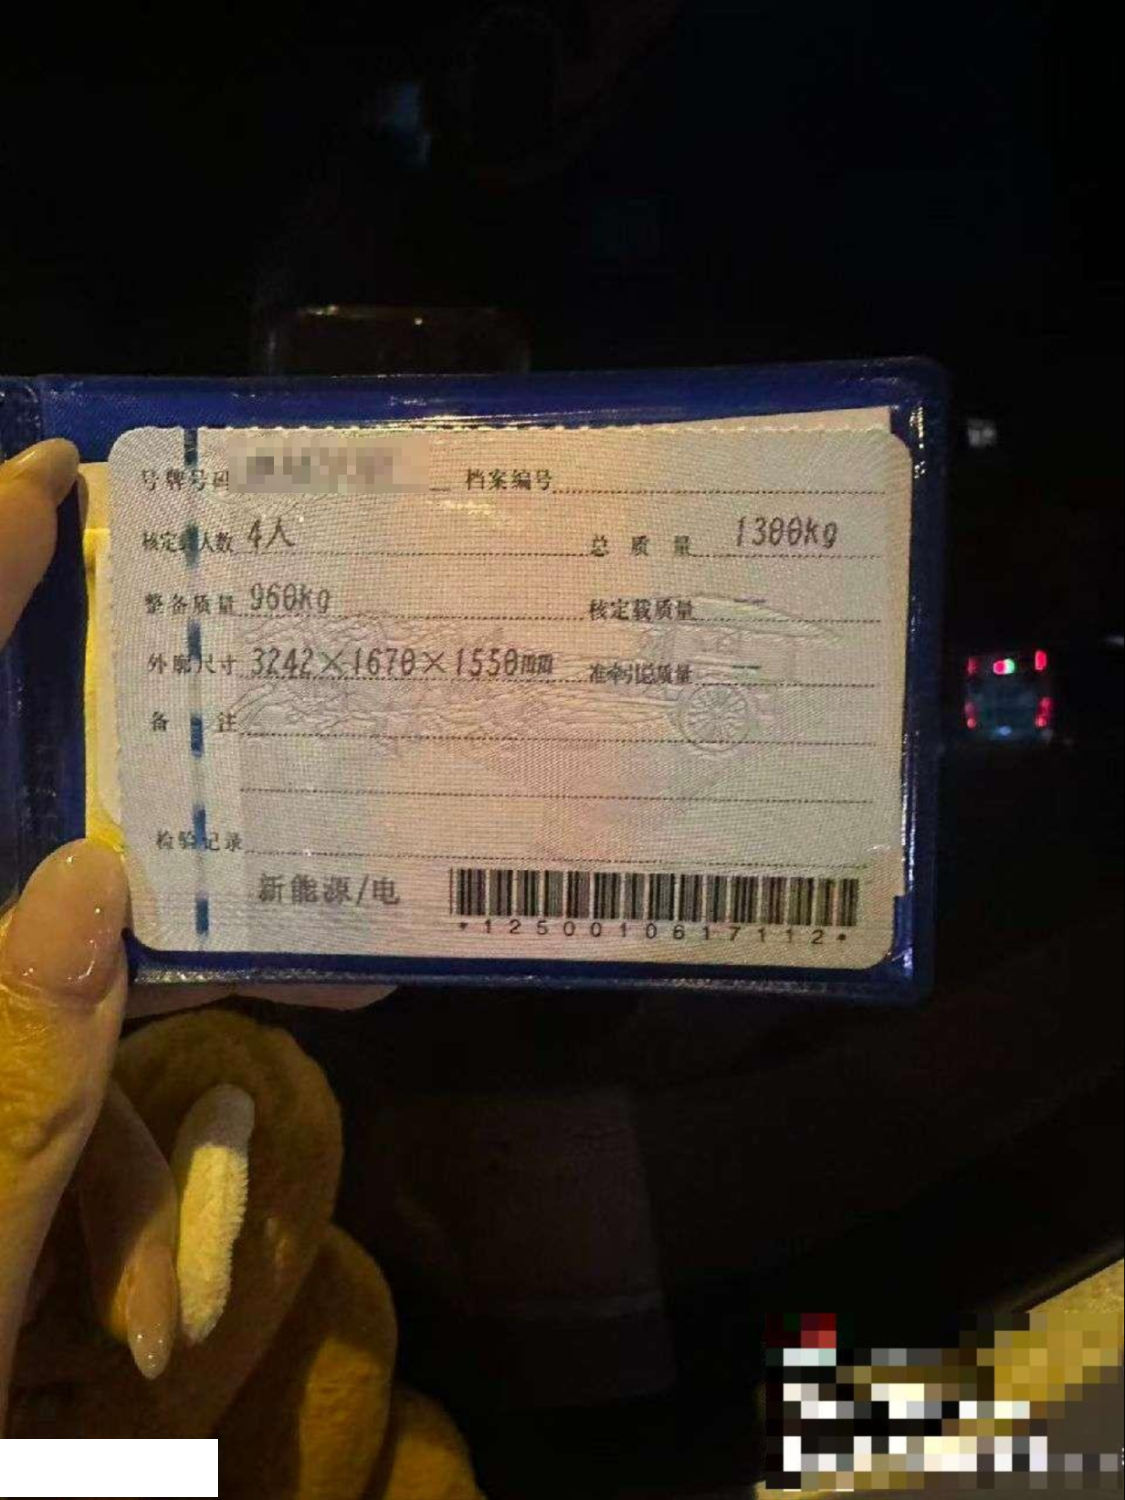 号牌号码 档案编号
核定载人数 4人 总质量 1300kg
整备质量 960kg 核定载质量 --
外廓尺寸 3242×1670×1550mm 准牵引总质量 --
备注
检验记录
新能源/电
*1250010617112*